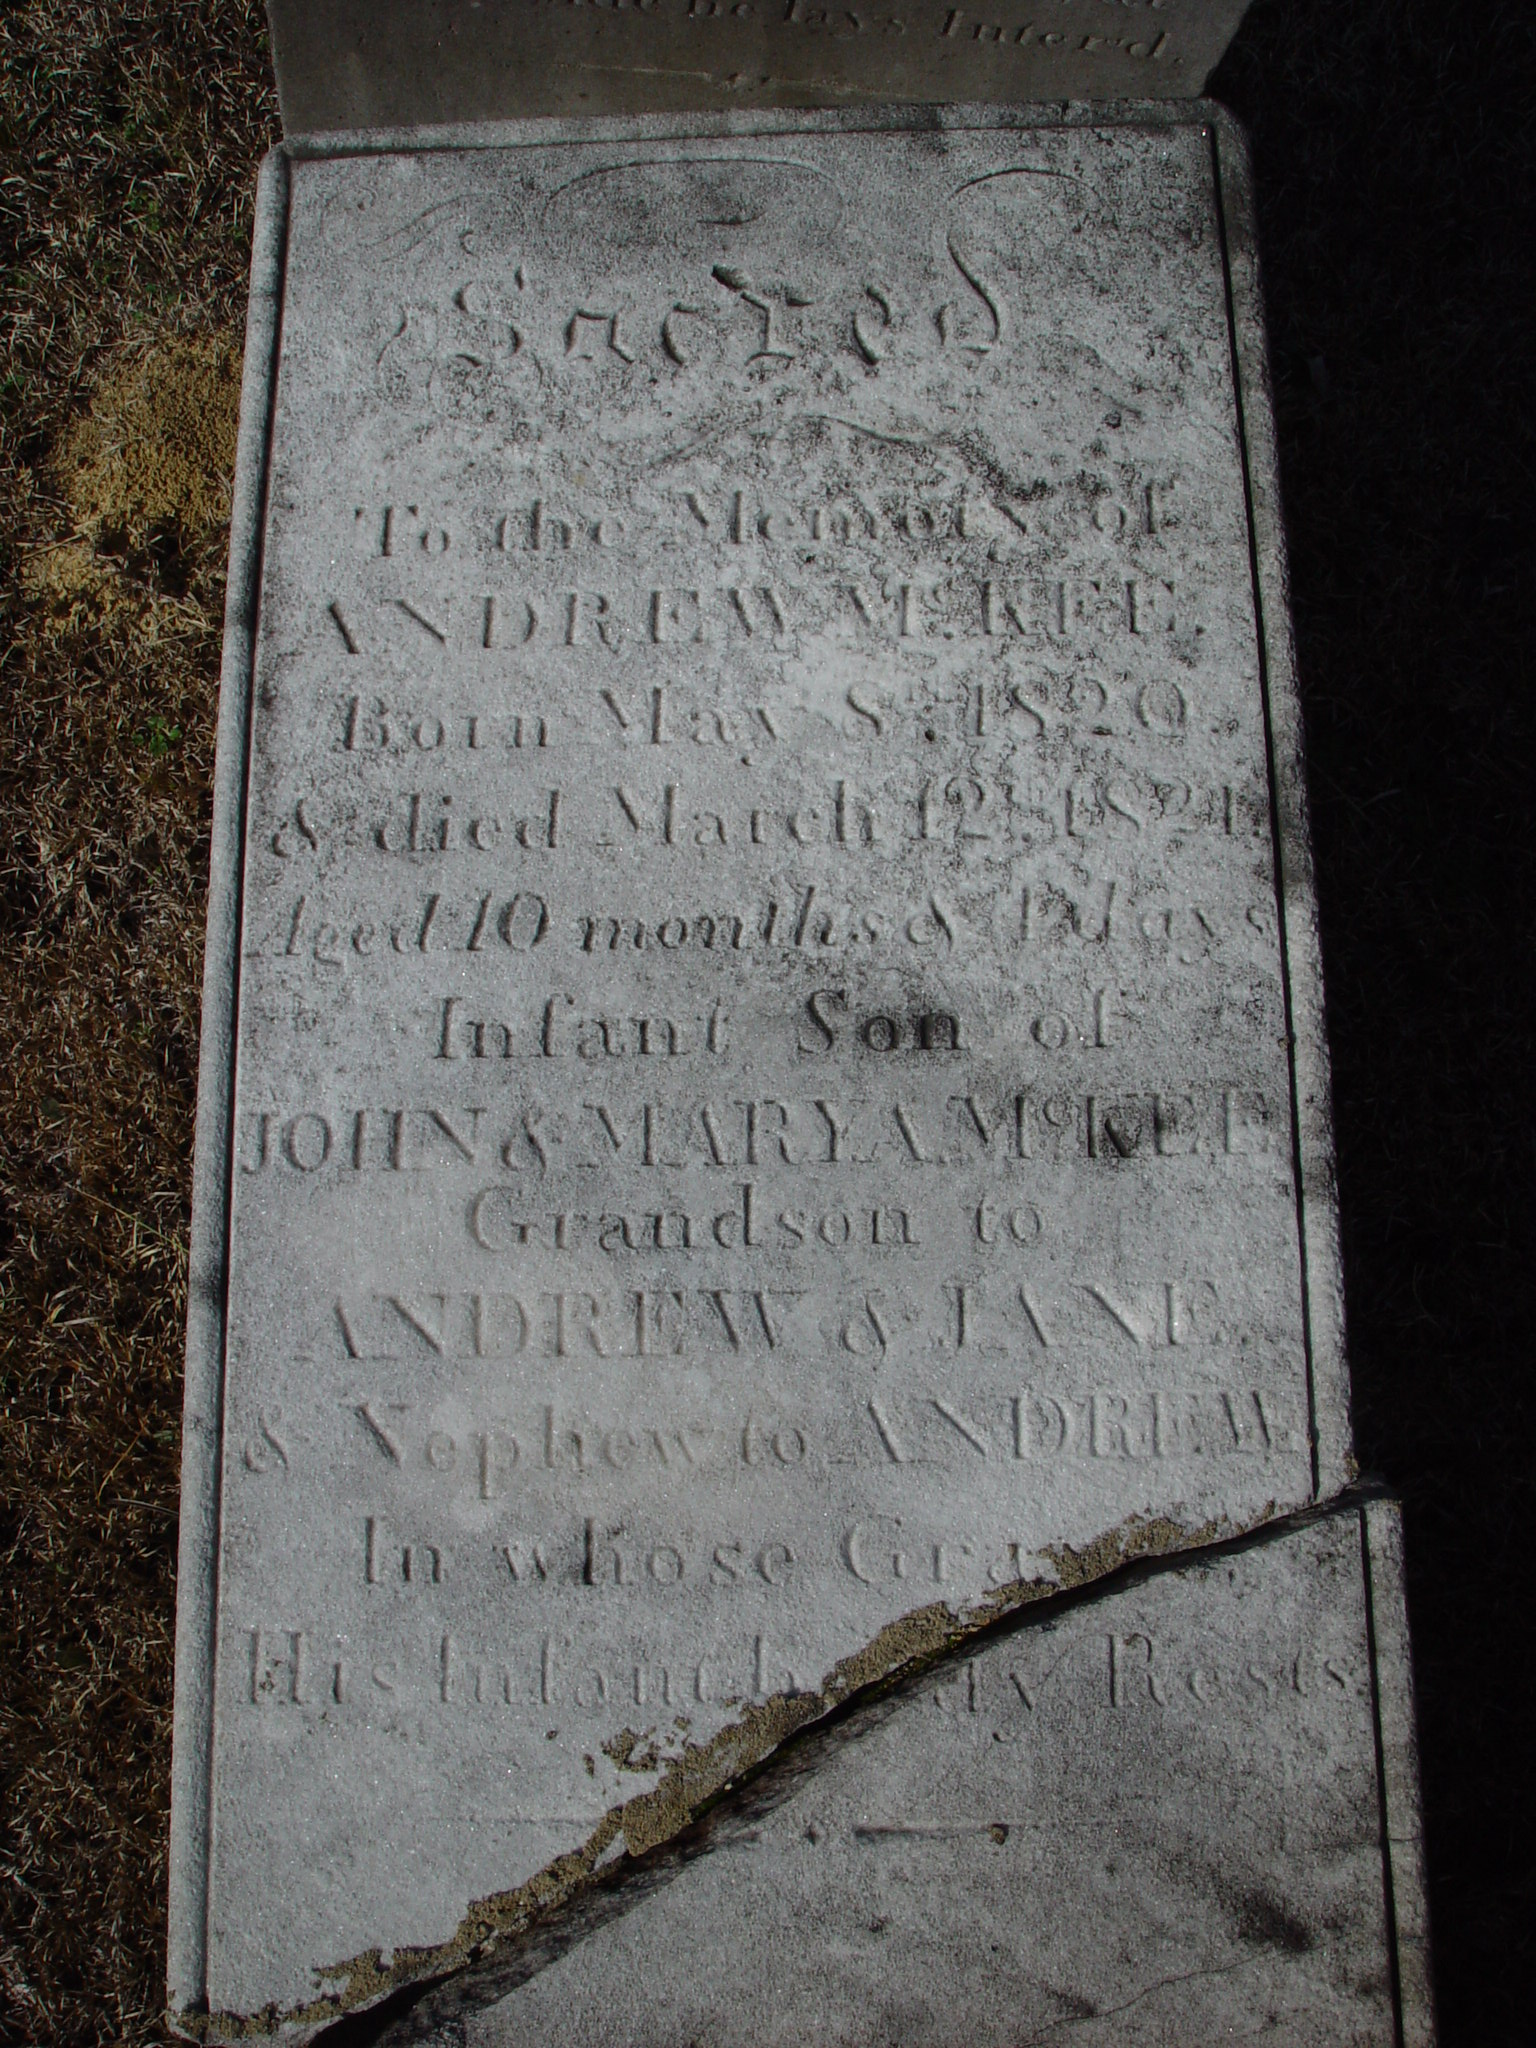 he lays Inter'd.
Sacred
To the Memory of
ANDREW McKEE.
Born May 8th 1820.
& died March 12th 1821.
Aged 10 months & 4 days
Infant Son of
JOHN & MARY A. McKEE
Grandson to
ANDREW & JANE.
& Nephew to ANDREW.
In whose
His Infant body Rests.